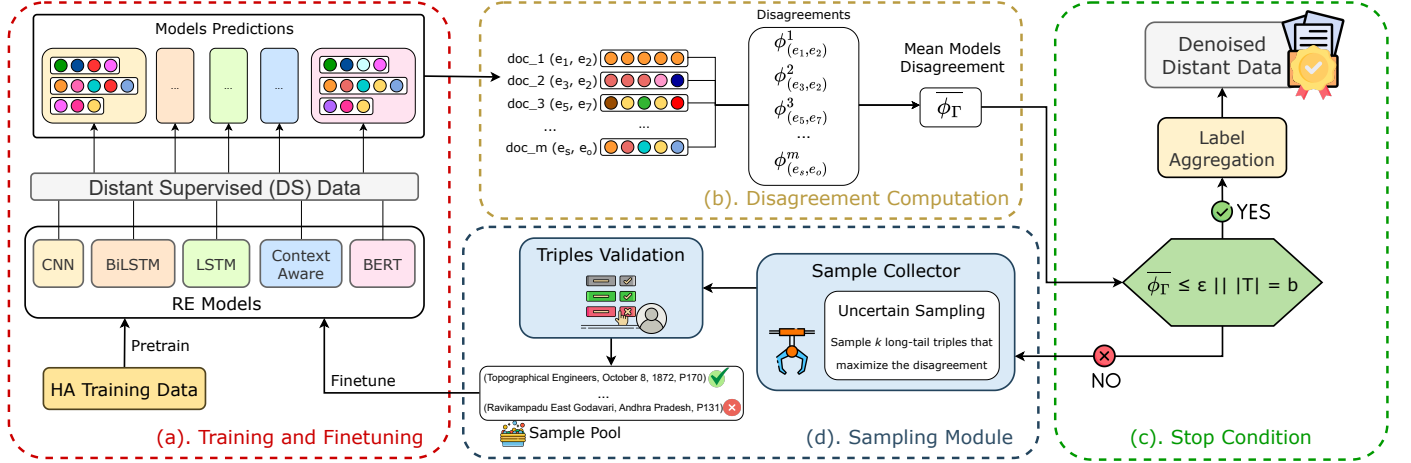 Models Predictions
...
...
...
Distant Supervised (DS) Data
CNN
BiLSTM
LSTM
Context
Aware
BERT
RE Models
Pretrain
HA Training Data
Finetune
(a). Training and Finetuning
Disagreements
doc_1 (e₁, e₂)
doc_2 (e₃, e₂)
doc_3 (e₅, e₇)
...
...
doc_m (eₛ, eₒ)
ϕ¹₍e₁,e₂₎
ϕ²₍e₃,e₂₎
ϕ³₍e₅,e₇₎
...
ϕᵐ₍eₛ,eₒ₎
Mean Models
Disagreement
ϕ̅_Γ̅
(b). Disagreement Computation
Triples Validation
Sample Collector
Uncertain Sampling
Sample k long-tail triples that
maximize the disagreement
(Topographical Engineers, October 8, 1872, P170)
...
(Ravikampadu East Godavari, Andhra Pradesh, P131)
Sample Pool
(d). Sampling Module
Denoised
Distant Data
Label
Aggregation
YES
ϕ̅_Γ̅ ≤ ε || |T| = b
NO
(c). Stop Condition